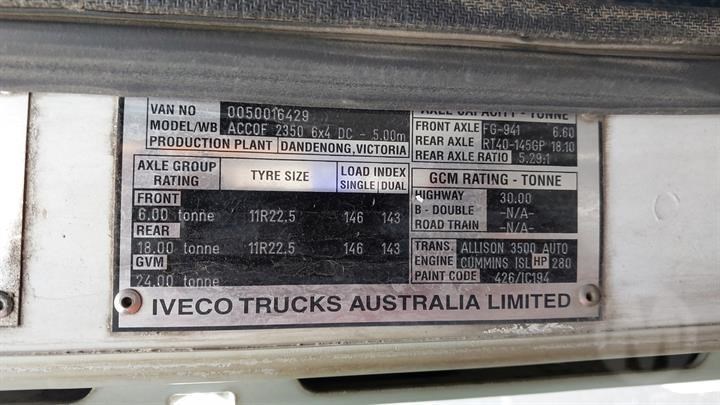 VAN NO 0050016429
MODEL/WB ACCOF 2350 6x4 DC - 5.00m
PRODUCTION PLANT DANDENONG, VICTORIA
AXLE GROUP RATING TYRE SIZE LOAD INDEX SINGLE DUAL
FRONT
6.00 tonne 11R22.5 146 143
REAR
18.00 tonne 11R22.5 146 143
GVM
24.00 tonne
AXLE CAPACITY - TONNE
FRONT AXLE FG-941 6.60
REAR AXLE RT40-145GP 18.10
REAR AXLE RATIO 5.29:1
GCM RATING - TONNE
HIGHWAY 30.00
B - DOUBLE -N/A-
ROAD TRAIN -N/A-
TRANS. ALLISON 3500 AUTO
ENGINE CUMMINS ISL HP 280
PAINT CODE 426/IC194
IVECO TRUCKS AUSTRALIA LIMITED